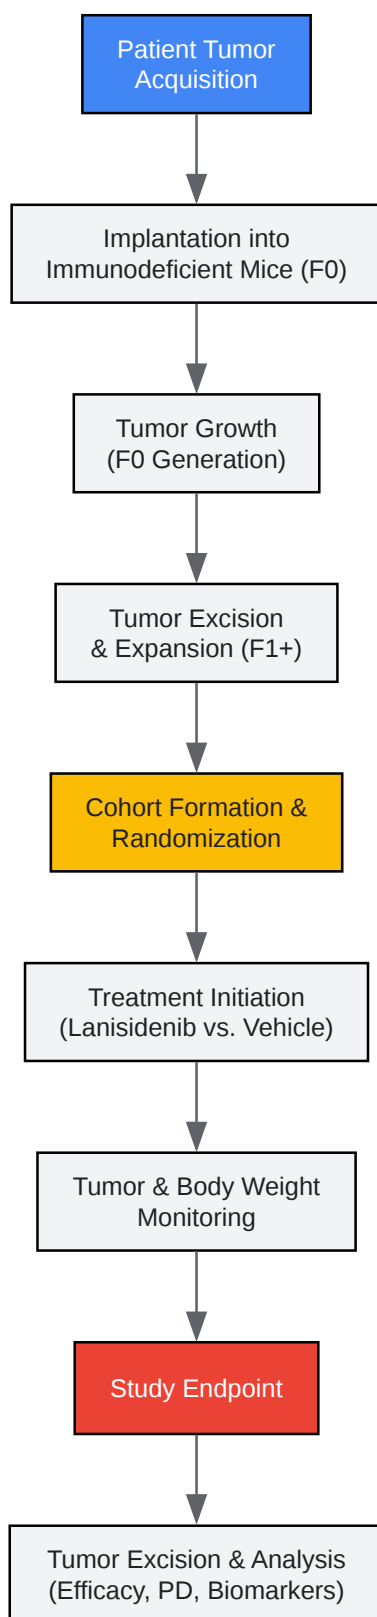 Patient Tumor
Acquisition
Implantation into
Immunodeficient Mice (F0)
Tumor Growth
(F0 Generation)
Tumor Excision
& Expansion (F1+)
Cohort Formation &
Randomization
Treatment Initiation
(Lanisidenib vs. Vehicle)
Tumor & Body Weight
Monitoring
Study Endpoint
Tumor Excision & Analysis
(Efficacy, PD, Biomarkers)